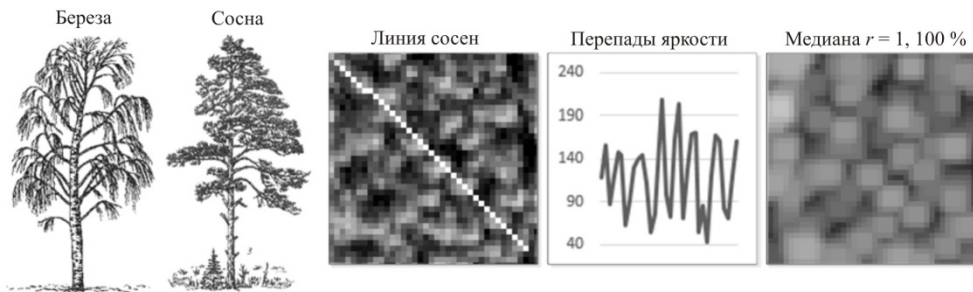 Береза
Сосна
Линия сосен
Перепады яркости
Медиана r = 1, 100 %
240
190
140
90
40